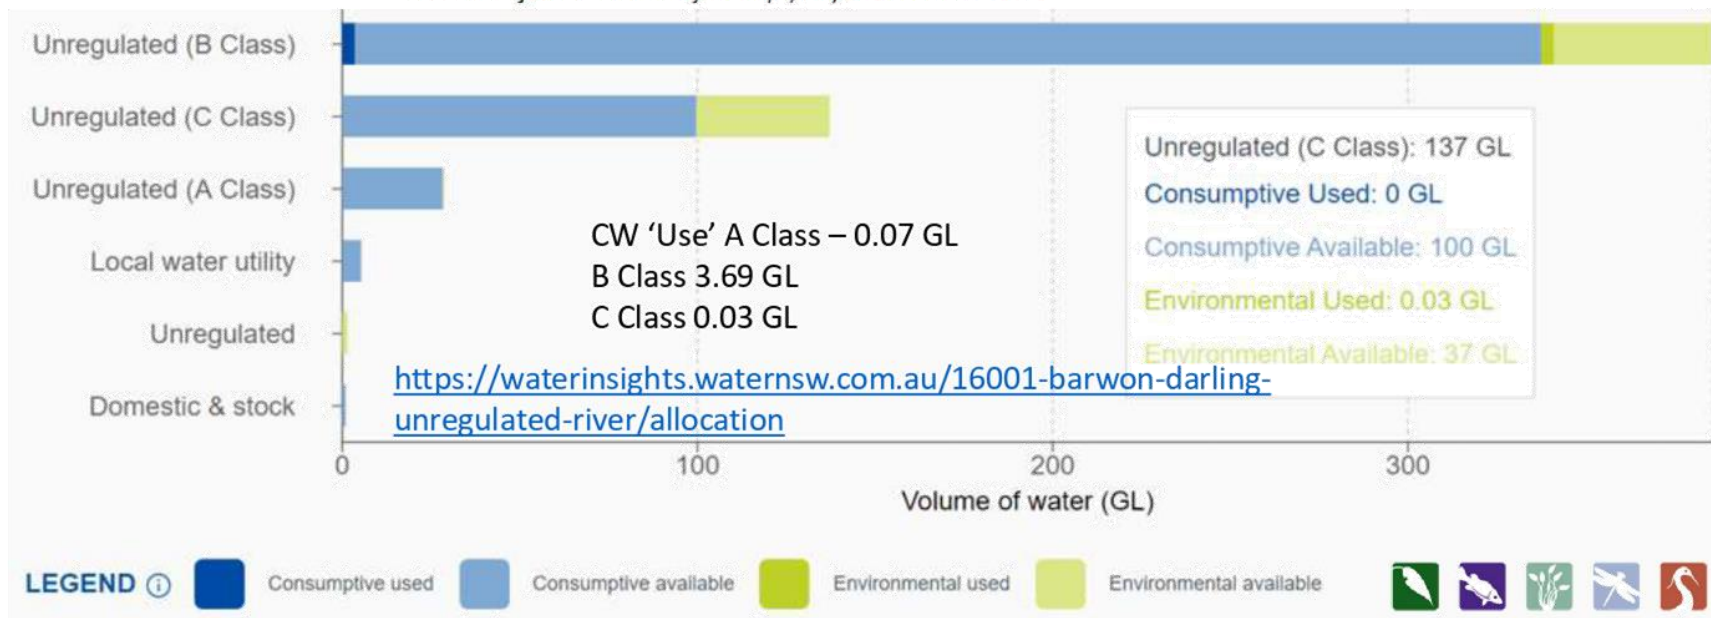 Unregulated (B Class)
Unregulated (C Class)
Unregulated (A Class)
Local water utility
Unregulated
Domestic & stock
CW ‘Use’ A Class – 0.07 GL
B Class 3.69 GL
C Class 0.03 GL
https://waterinsights.waternsw.com.au/16001-barwon-darling-
unregulated-river/allocation
Unregulated (C Class): 137 GL
Consumptive Used: 0 GL
Consumptive Available: 100 GL
Environmental Used: 0.03 GL
Environmental Available: 37 GL
0 100 200 300
Volume of water (GL)
LEGEND Consumptive used Consumptive available Environmental used Environmental available